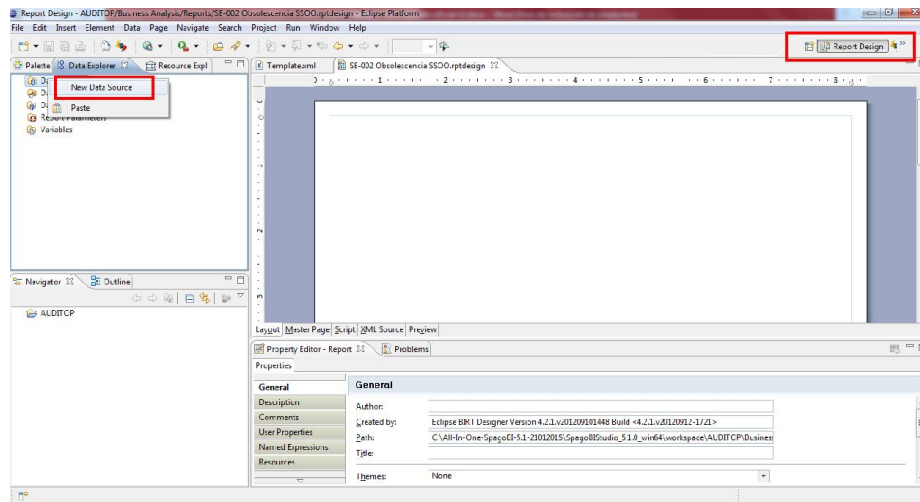 Report Design - AUDITOP/Business Analysis/Reports/SE-002 Obsolescencia SSOO.rptdesign - Eclipse Platform
File Edit Insert Element Data Page Navigate Search Project Run Window Help
Report Design
Palette Data Explorer Resource Expl
Template.xml SE-002 Obsolescencia SSOO.rptdesign
New Data Source
Paste
Report Parameters
Variables
Navigator Outline
AUDITOP
Layout Master Page Script XML Source Preview
Property Editor - Report Problems
Properties
General
Description
Comments
User Properties
Named Expressions
Resources
General
Author:
Created by: Eclipse BIRT Designer Version 4.2.1.v201209101448 Build <4.2.1.v20120912-1721>
Path: C:\All-In-One-SpagoBI-5.1-21012015\SpagoBIStudio_5.1.0_win64\workspace\AUDITOP\Busines
Title:
Themes: None